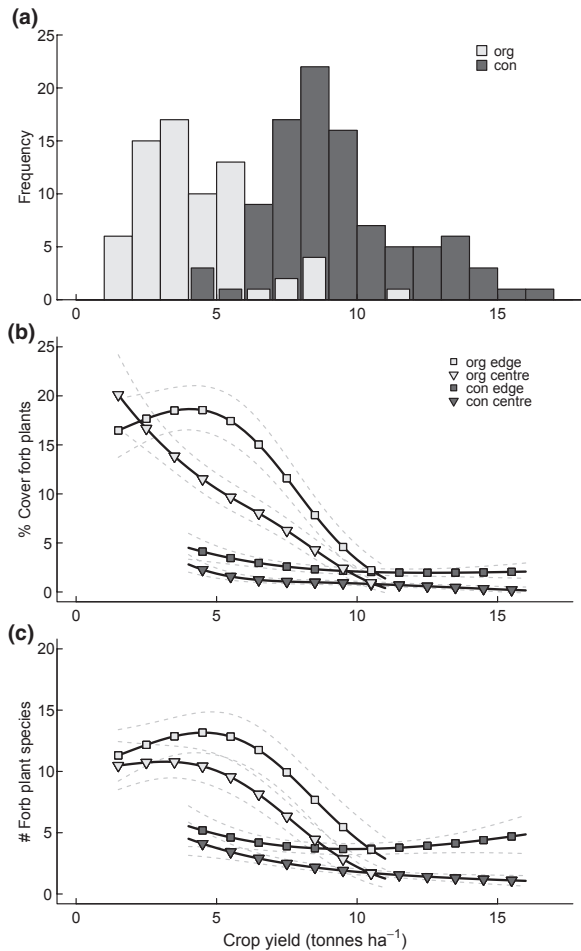 (a)
25
20
15
10
5
0
Frequency
org
con
0 5 10 15
(b)
25
20
15
10
5
0
% Cover forb plants
org edge
org centre
con edge
con centre
0 5 10 15
(c)
20
15
10
5
0
# Forb plant species
0 5 10 15
Crop yield (tonnes ha⁻¹)